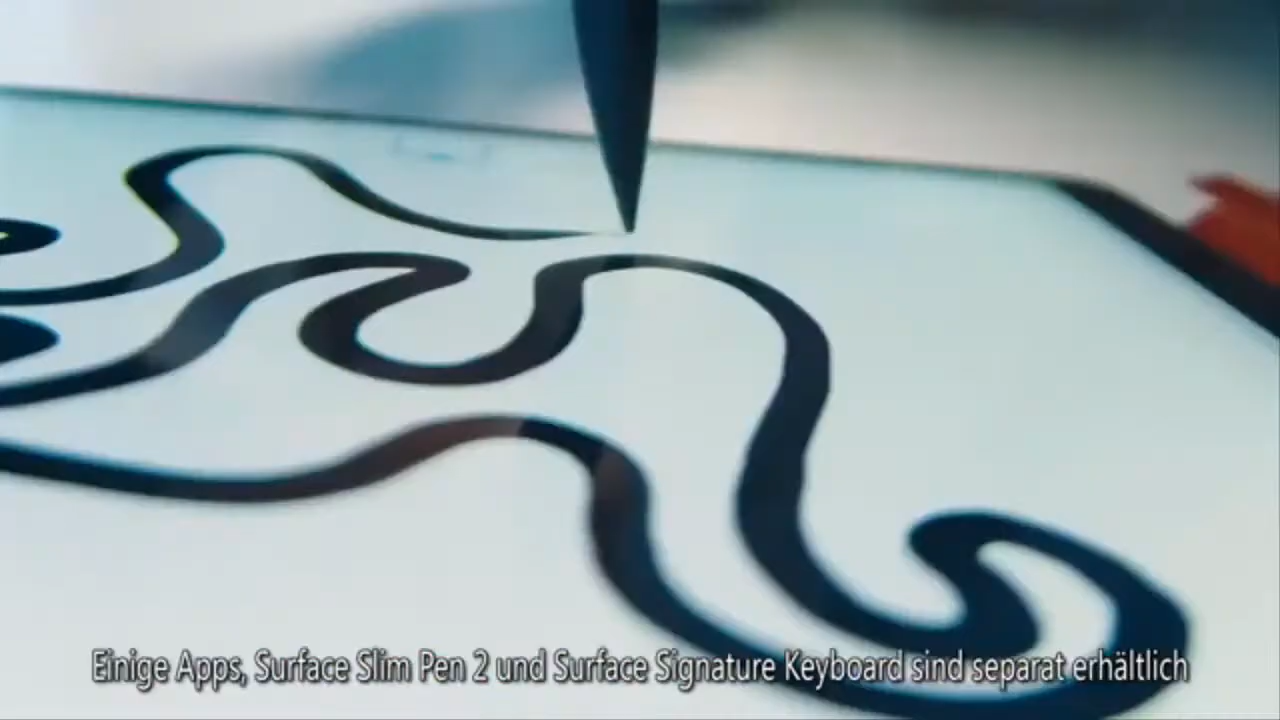 Einige Apps, Surface Slim Pen 2 und Surface Signature Keyboard sind separat erhältlich